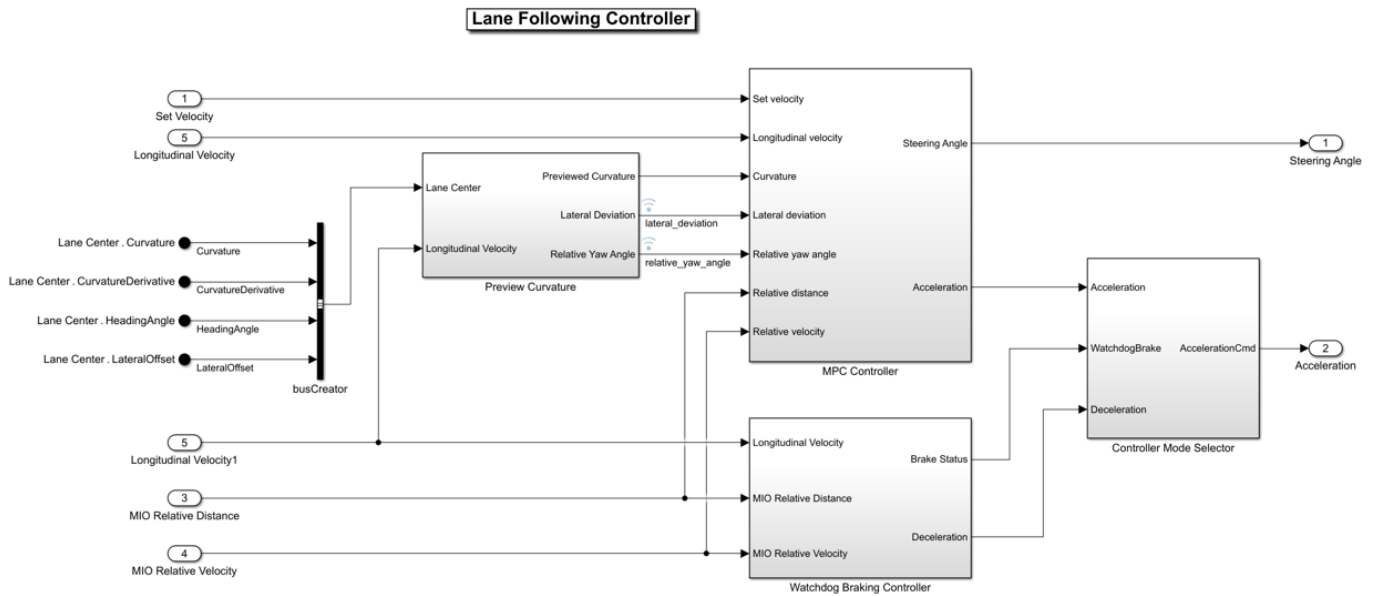 Lane Following Controller
1
Set Velocity
5
Longitudinal Velocity
Lane Center . Curvature
Curvature
Lane Center . CurvatureDerivative
CurvatureDerivative
Lane Center . HeadingAngle
HeadingAngle
Lane Center . LateralOffset
LateralOffset
busCreator
5
Longitudinal Velocity1
3
MIO Relative Distance
4
MIO Relative Velocity
Lane Center
Longitudinal Velocity
Previewed Curvature
Lateral Deviation
Relative Yaw Angle
Preview Curvature
lateral_deviation
relative_yaw_angle
Set velocity
Longitudinal velocity
Curvature
Lateral deviation
Relative yaw angle
Relative distance
Relative velocity
Steering Angle
Acceleration
MPC Controller
Longitudinal Velocity
MIO Relative Distance
MIO Relative Velocity
Brake Status
Deceleration
Watchdog Braking Controller
Acceleration
WatchdogBrake
Deceleration
AccelerationCmd
Controller Mode Selector
1
Steering Angle
2
Acceleration